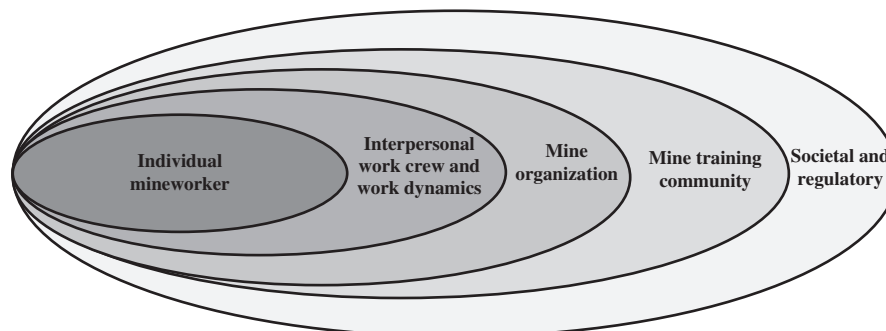 Individual
mineworker
Interpersonal
work crew and
work dynamics
Mine
organization
Mine training
community
Societal and
regulatory